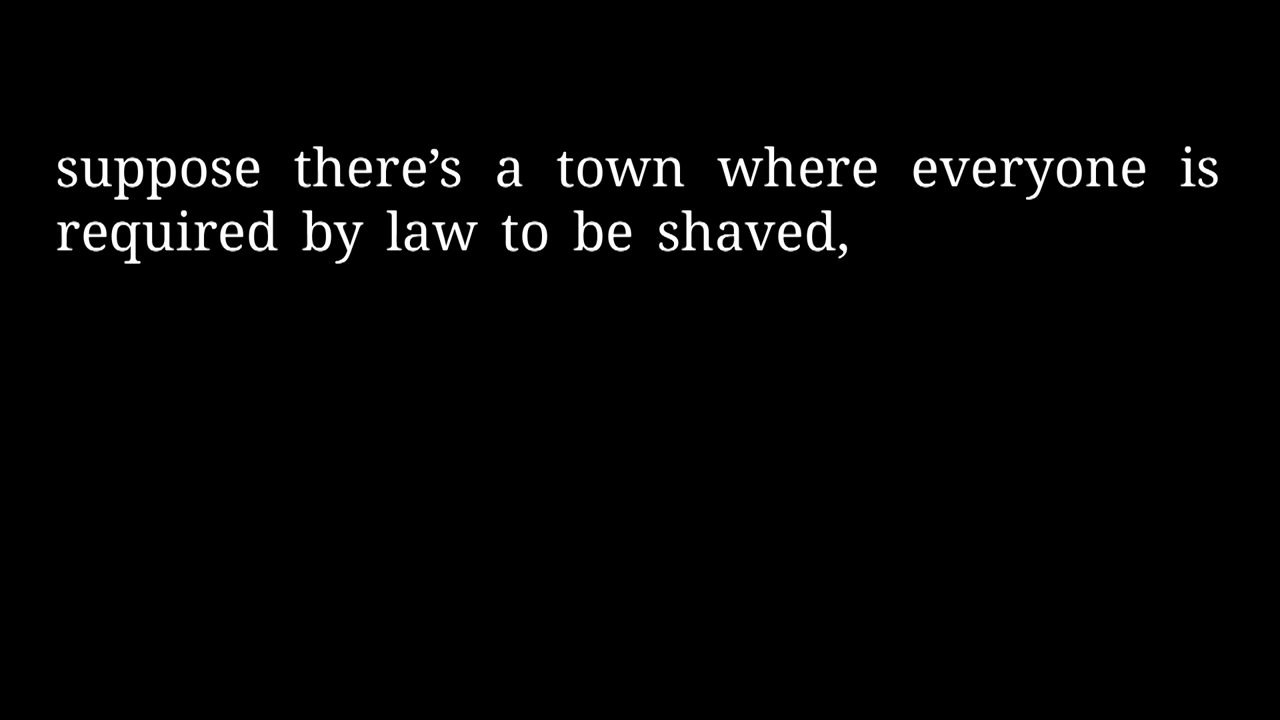 suppose there’s a town where everyone is
required by law to be shaved,